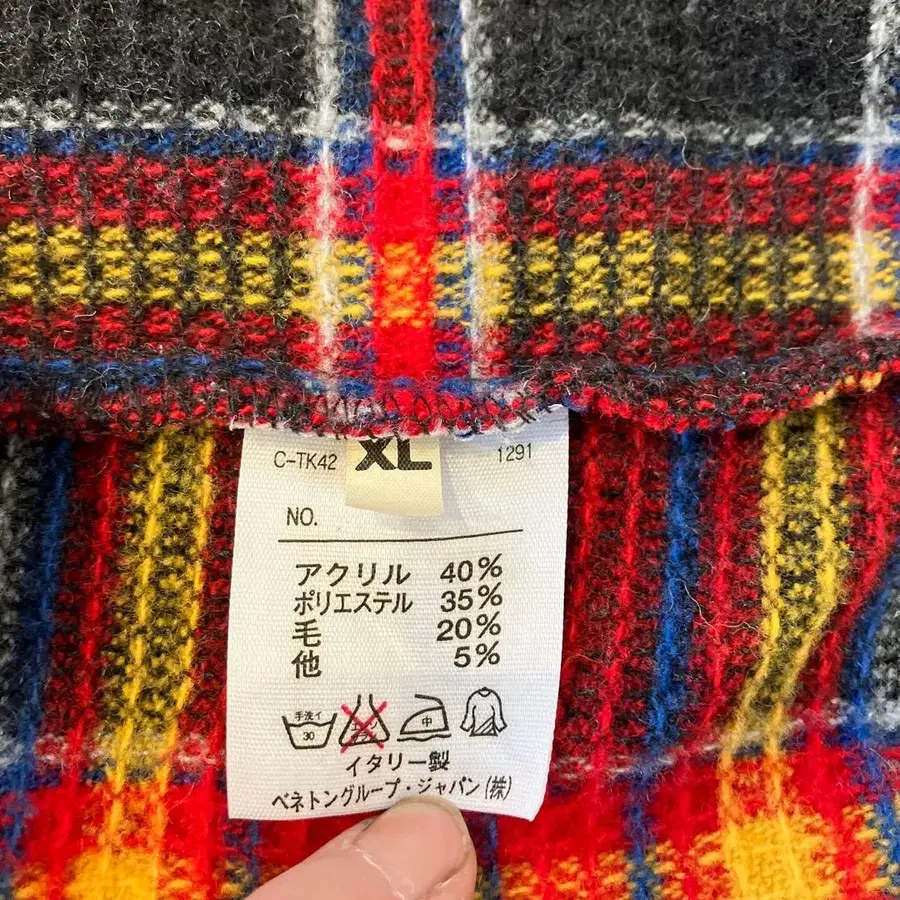 C-TK42 XL 1291
NO.
アクリル 40%
ポリエステル 35%
毛 20%
他 5%
手洗イ
30
中
イタリー製
ベネトングループ・ジャパン(株)